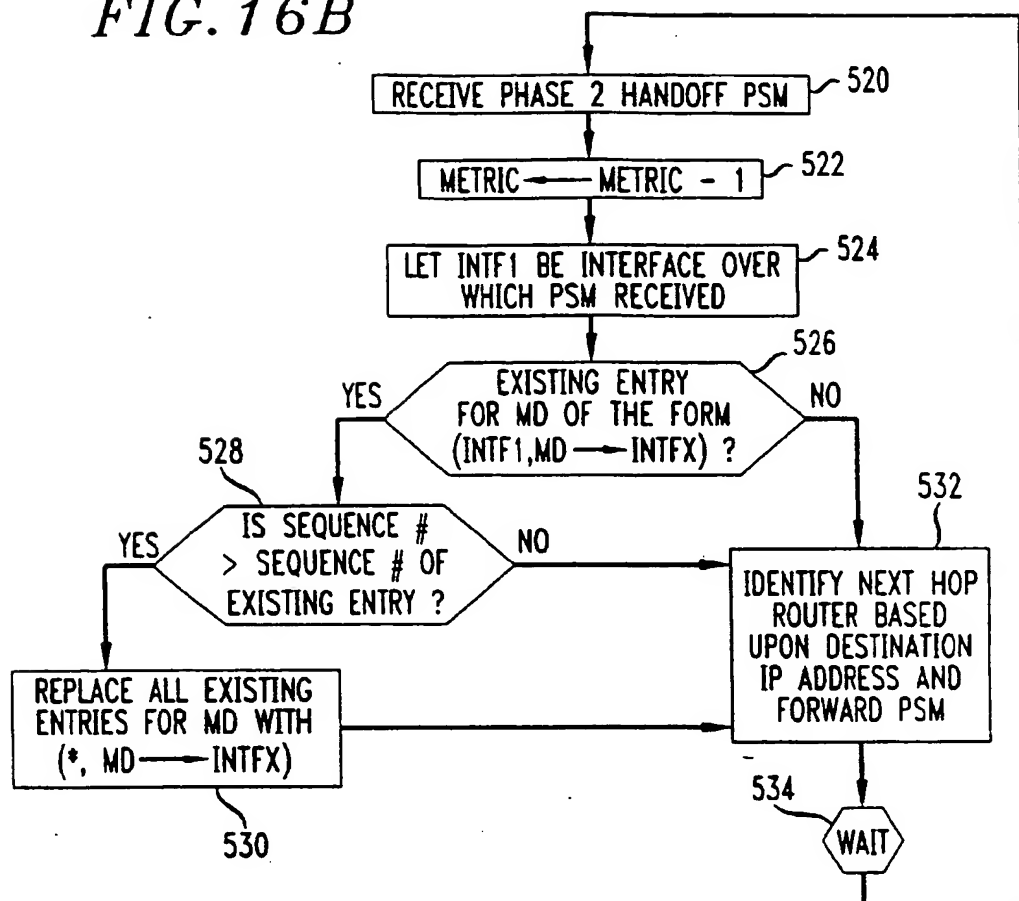 FIG. 16B
RECEIVE PHASE 2 HANDOFF PSM
520
METRIC ← METRIC - 1
522
LET INTF1 BE INTERFACE OVER
WHICH PSM RECEIVED
524
EXISTING ENTRY
FOR MD OF THE FORM
(INTF1,MD → INTFX) ?
526
YES
NO
528
IS SEQUENCE #
> SEQUENCE # OF
EXISTING ENTRY ?
YES
NO
532
IDENTIFY NEXT HOP
ROUTER BASED
UPON DESTINATION
IP ADDRESS AND
FORWARD PSM
REPLACE ALL EXISTING
ENTRIES FOR MD WITH
(*, MD → INTFX)
530
534
WAIT